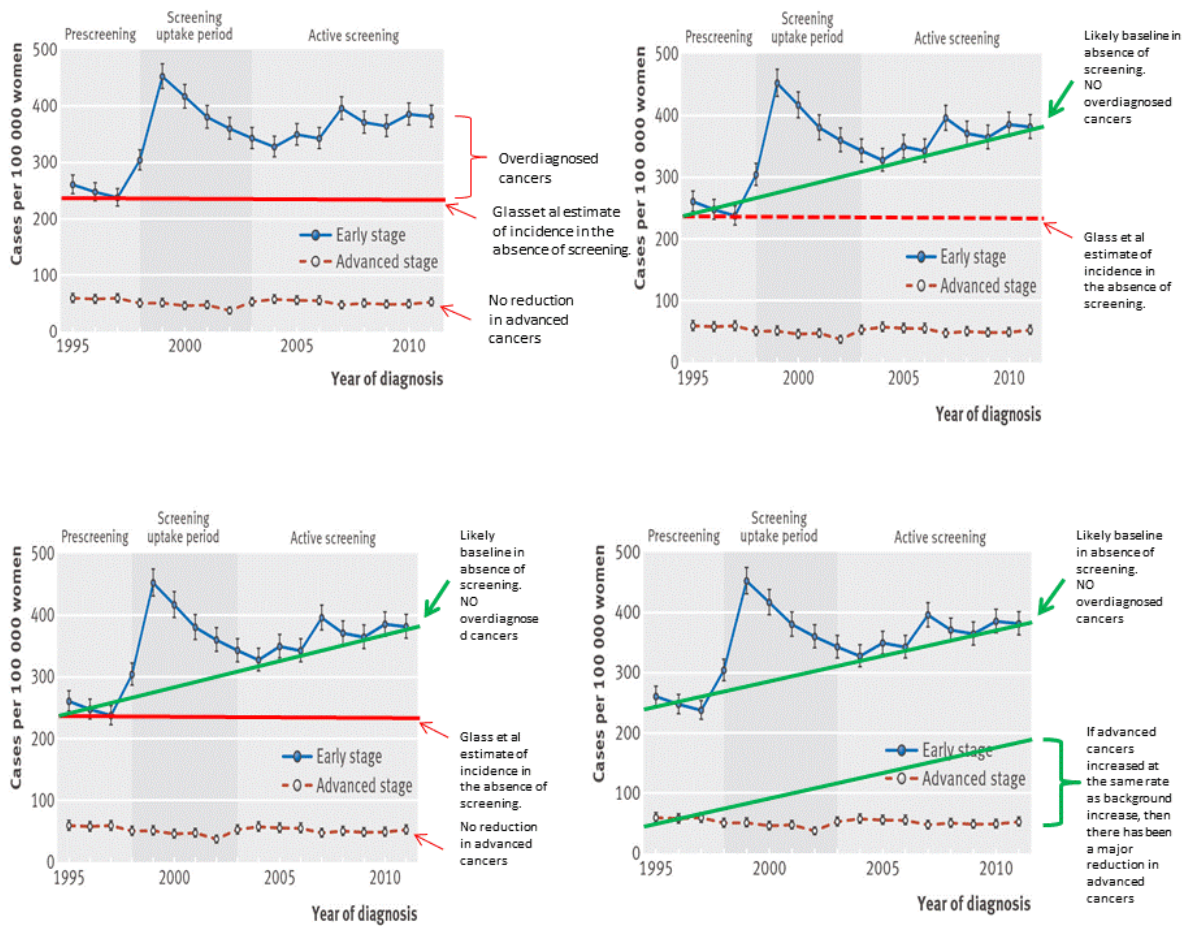 Prescreening
Screening
uptake period
Active screening
500
400
300
200
100
0
Cases per 100 000 women
Overdiagnosed
cancers
Glasset al estimate
of incidence in the
absence of screening.
Early stage
Advanced stage
No reduction
in advanced
cancers
1995
2000
2005
2010
Year of diagnosis
Prescreening
Screening
uptake period
Active screening
500
400
300
200
100
0
Cases per 100 000 women
Likely baseline in
absence of
screening.
NO
overdiagnosed
cancers
Early stage
Advanced stage
Glass et al
estimate of
incidence in
the absence of
screening.
1995
2000
2005
2010
Year of diagnosis
Prescreening
Screening
uptake period
Active screening
500
400
300
200
100
0
Cases per 100 000 women
Likely
baseline in
absence of
screening.
NO
overdiagnose
d cancers
Early stage
Advanced stage
Glass et al
estimate of
incidence in
the absence of
screening.
No reduction
in advanced
cancers
1995
2000
2005
2010
Year of diagnosis
Prescreening
Screening
uptake period
Active screening
500
400
300
200
100
0
Cases per 100 000 women
Likely baseline
in absence of
screening.
NO
overdiagnosed
cancers
Early stage
Advanced stage
If advanced
cancers
increased at
the same rate
as background
increase, then
there has been
a major
reduction in
advanced
cancers
1995
2000
2005
2010
Year of diagnosis